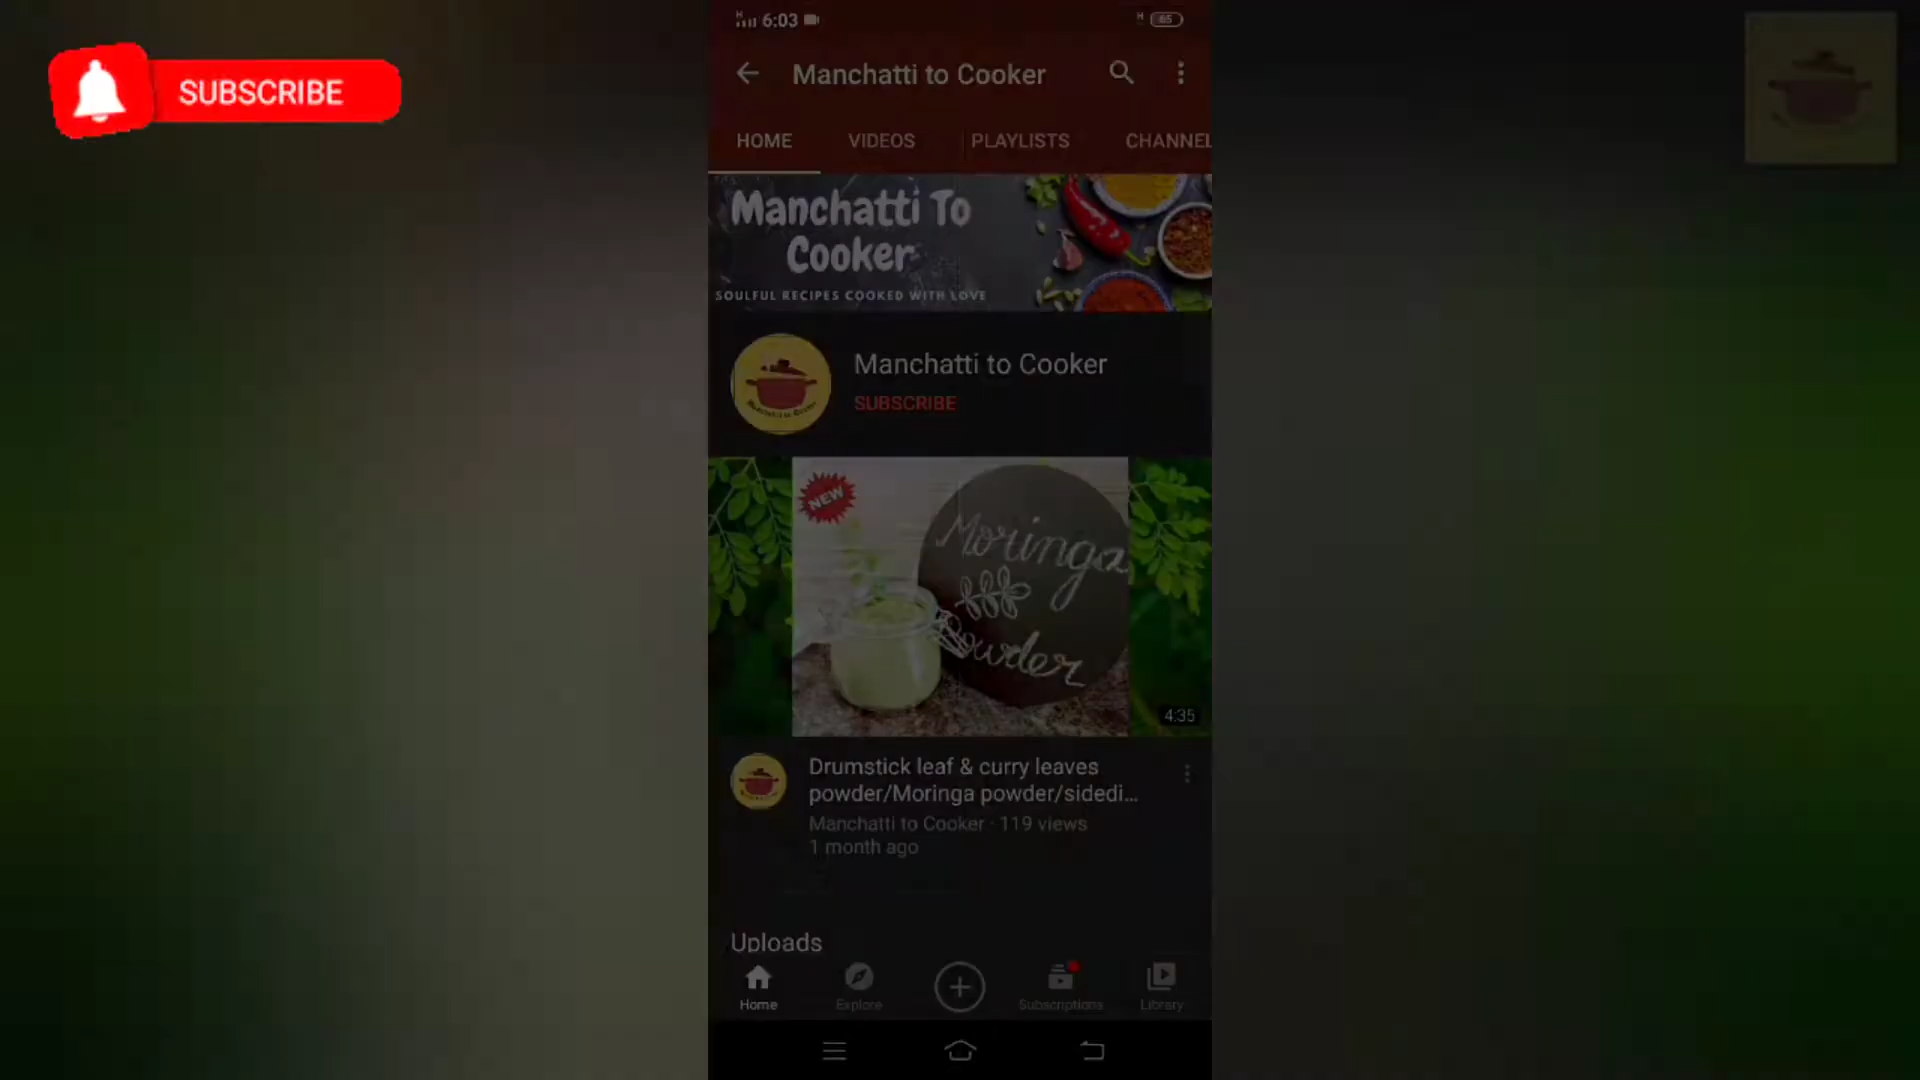 SUBSCRIBE
6:03
65
Manchatti to Cooker
HOME VIDEOS PLAYLISTS CHANNEL
Manchatti To
Cooker
SOULFUL RECIPES COOKED WITH LOVE
Manchatti to Cooker
SUBSCRIBE
NEW
Moringa
Powder
4:35
Drumstick leaf & curry leaves
powder/Moringa powder/sidedi...
Manchatti to Cooker · 119 views
1 month ago
Uploads
Home Explore Subscriptions Library